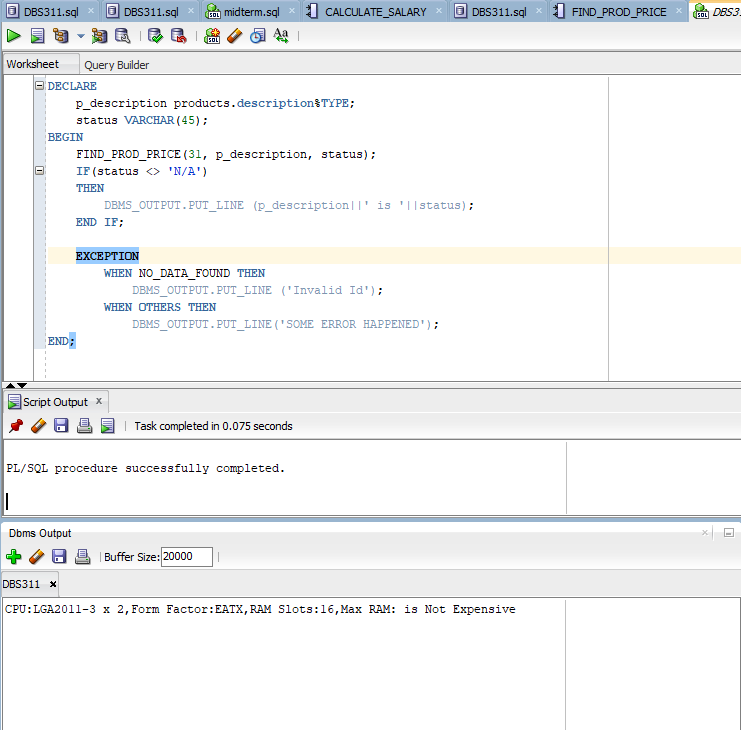 DBS311.sql DBS311.sql midterm.sql CALCULATE_SALARY DBS311.sql FIND_PROD_PRICE DBS3
Worksheet Query Builder
DECLARE
p_description products.description%TYPE;
status VARCHAR(45);
BEGIN
FIND_PROD_PRICE(31, p_description, status);
IF(status <> 'N/A')
THEN
DBMS_OUTPUT.PUT_LINE (p_description||' is '||status);
END IF;
EXCEPTION
WHEN NO_DATA_FOUND THEN
DBMS_OUTPUT.PUT_LINE ('Invalid Id');
WHEN OTHERS THEN
DBMS_OUTPUT.PUT_LINE('SOME ERROR HAPPENED');
END;
Script Output x
Task completed in 0.075 seconds
PL/SQL procedure successfully completed.
Dbms Output
Buffer Size: 20000
DBS311
CPU:LGA2011-3 x 2,Form Factor:EATX,RAM Slots:16,Max RAM: is Not Expensive